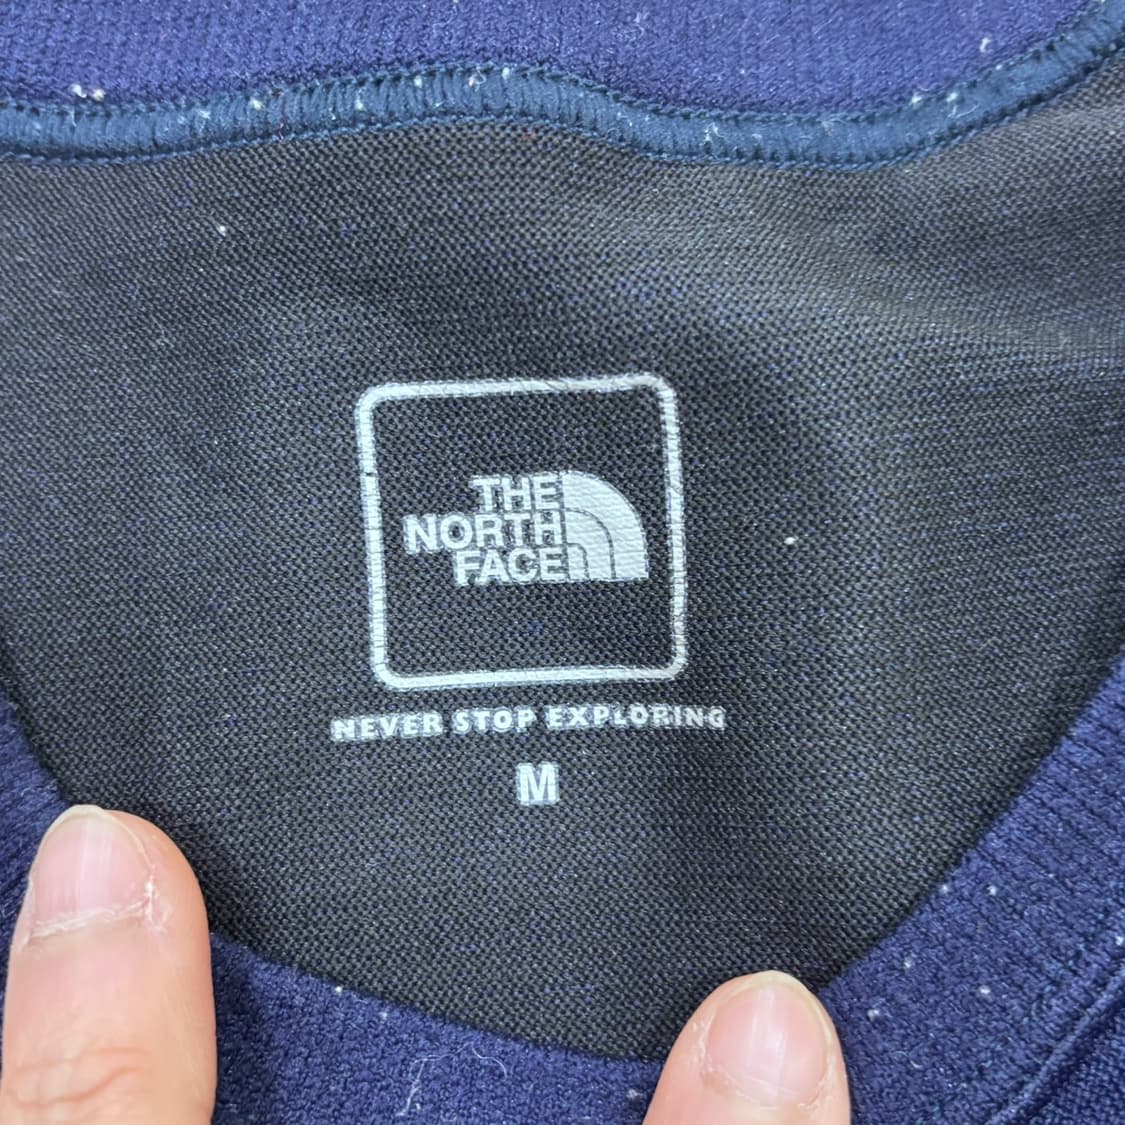 THE
NORTH
FACE
NEVER STOP EXPLORING
M